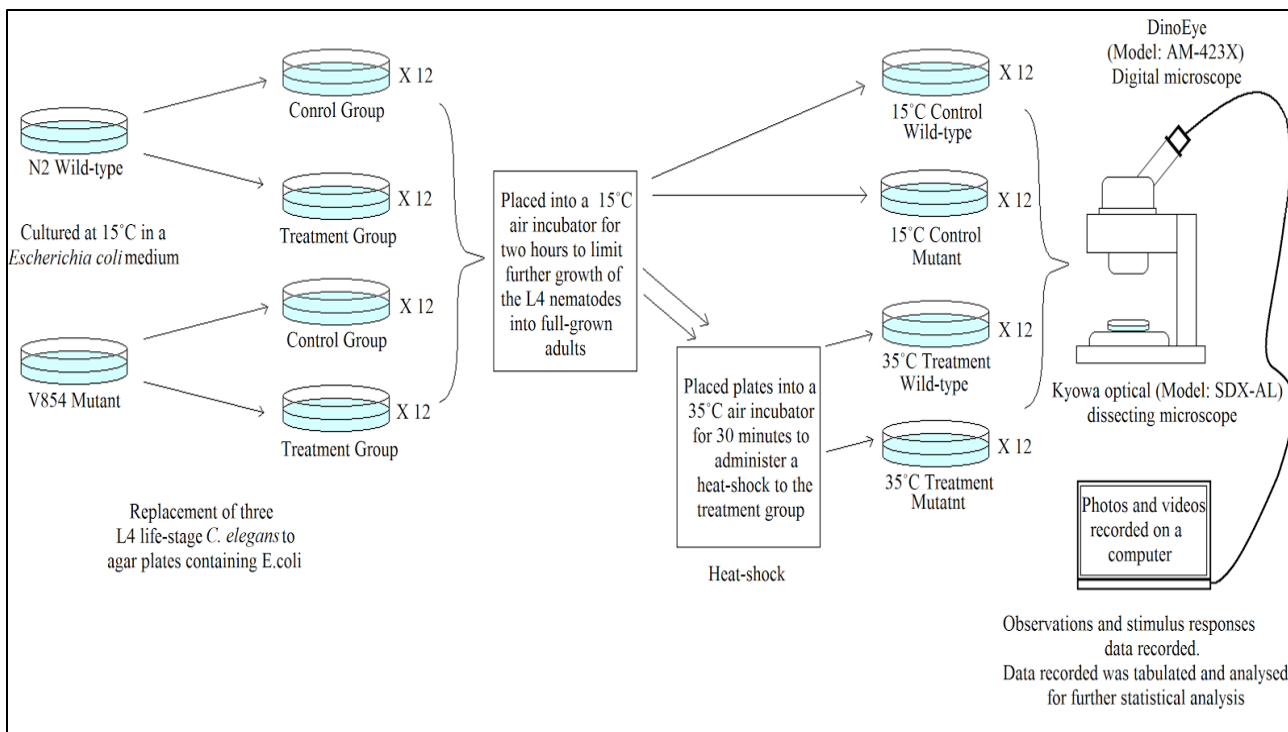 N2 Wild-type
Cultured at 15˚C in a
Escherichia coli medium
V854 Mutant
X 12
Conrol Group
X 12
Treatment Group
X 12
Control Group
X 12
Treatment Group
Replacement of three
L4 life-stage C. elegans to
agar plates containing E.coli
Placed into a 15˚C
air incubator for
two hours to limit
further growth of
the L4 nematodes
into full-grown
adults
Placed plates into a
35˚C air incubator
for 30 minutes to
administer a
heat-shock to the
treatment group
Heat-shock
X 12
15˚C Control
Wild-type
X 12
15˚C Control
Mutant
X 12
35˚C Treatment
Wild-type
X 12
35˚C Treatment
Mutatnt
DinoEye
(Model: AM-423X)
Digital microscope
Kyowa optical (Model: SDX-AL)
dissecting microscope
Photos and videos
recorded on a
computer
Observations and stimulus responses
data recorded.
Data recorded was tabulated and analysed
for further statistical analysis